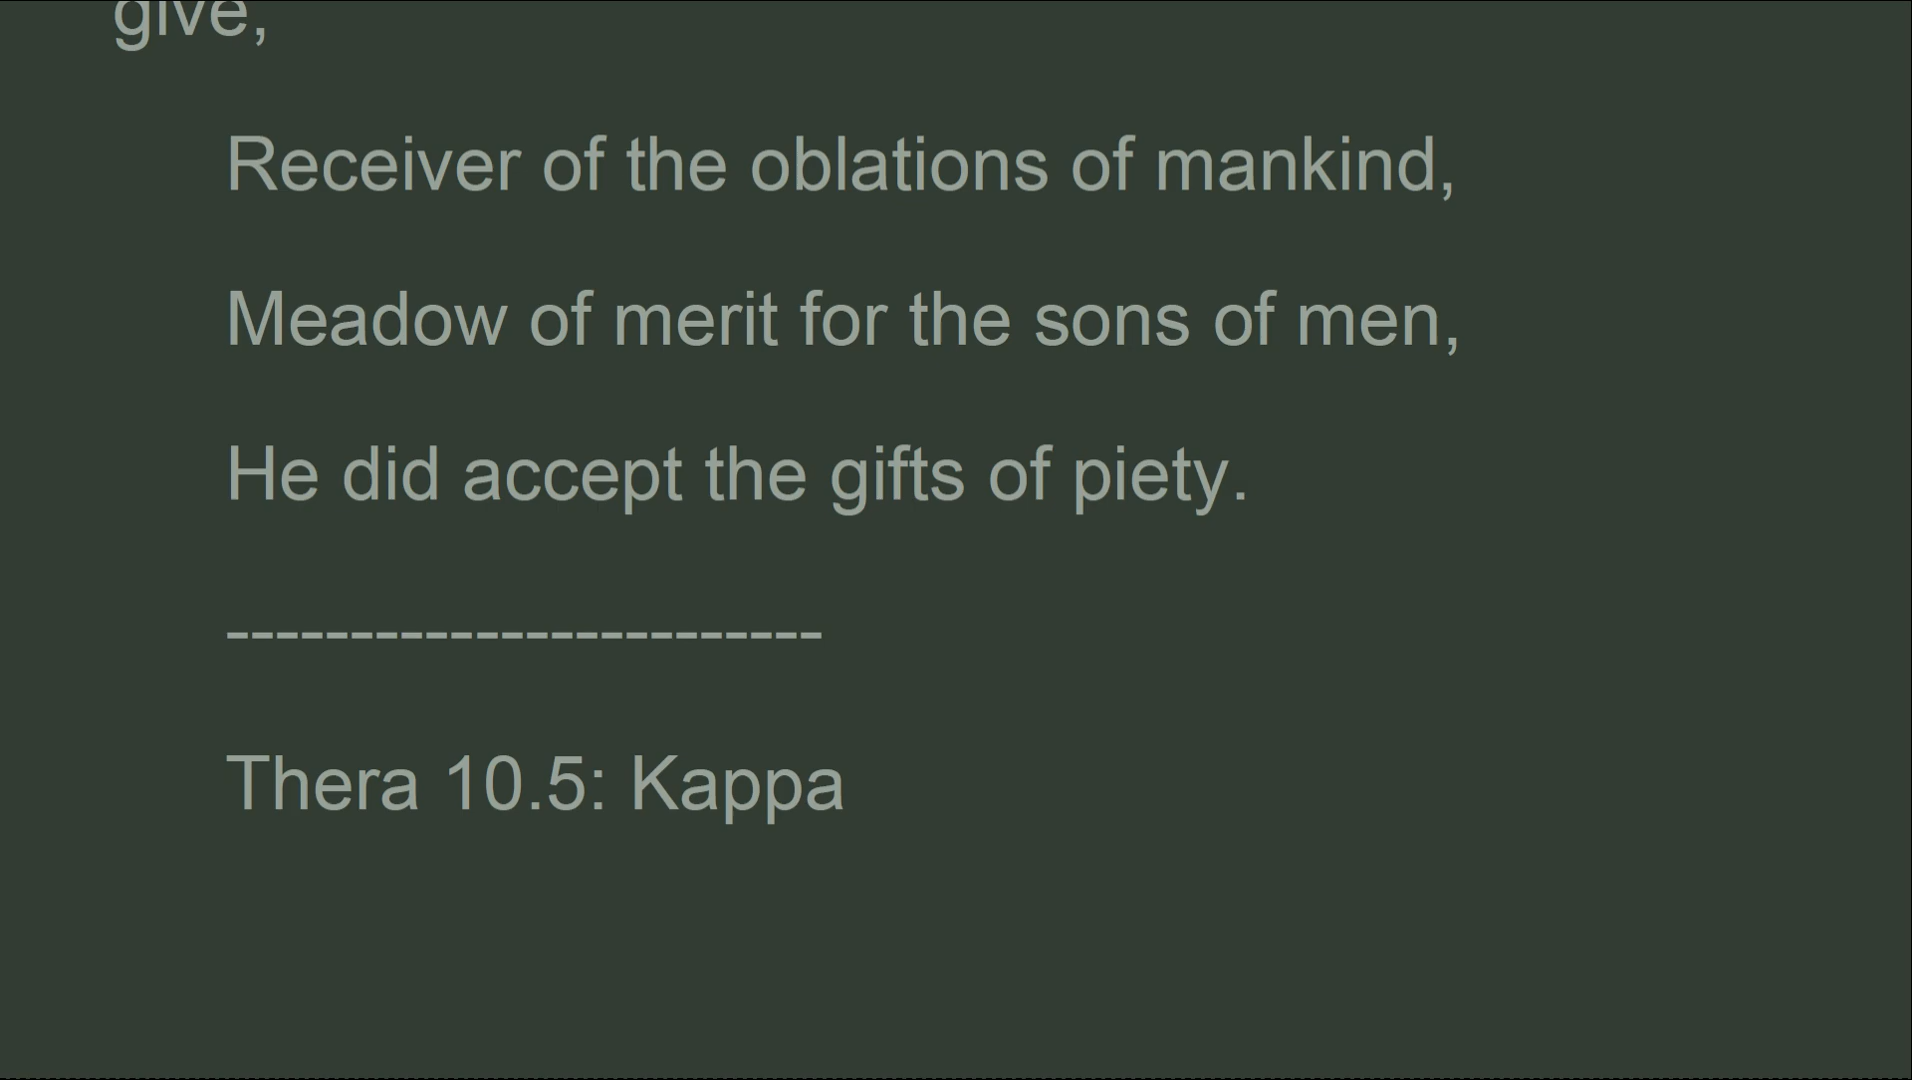 give,
Receiver of the oblations of mankind,
Meadow of merit for the sons of men,
He did accept the gifts of piety.
------------------------
Thera 10.5: Kappa